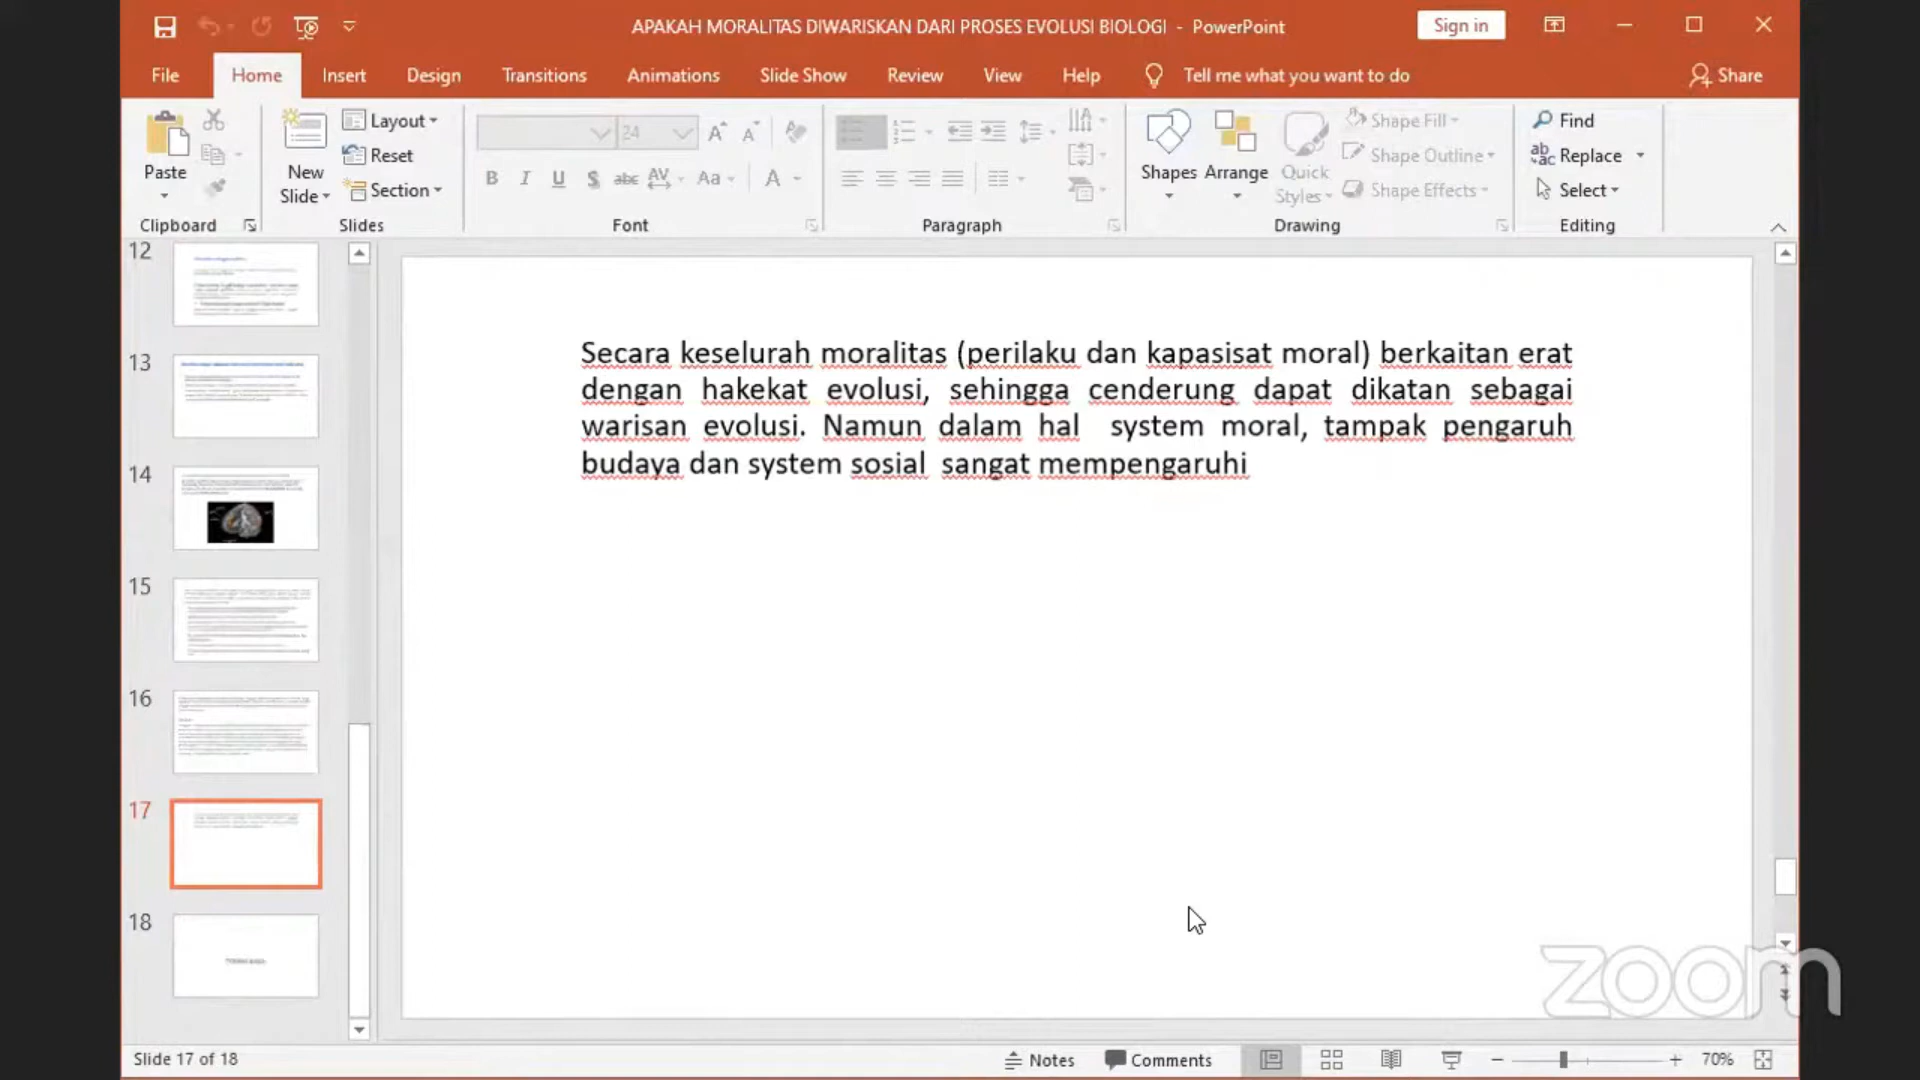 APAKAH MORALITAS DIWARISKAN DARI PROSES EVOLUSI BIOLOGI - PowerPoint
Sign in
File Home Insert Design Transitions Animations Slide Show Review View Help Tell me what you want to do Share
Paste
Clipboard
New Slide
Layout
Reset
Section
Slides
24
B I U S abc AV Aa A
Font
Paragraph
Shapes
Arrange
Quick Styles
Shape Fill
Shape Outline
Shape Effects
Drawing
Find
Replace
Select
Editing
12
13
14
15
16
17
18
Secara keselurah moralitas (perilaku dan kapasisat moral) berkaitan erat
dengan hakekat evolusi, sehingga cenderung dapat dikatan sebagai
warisan evolusi. Namun dalam hal system moral, tampak pengaruh
budaya dan system sosial sangat mempengaruhi
zoom
Slide 17 of 18
Notes Comments 70%